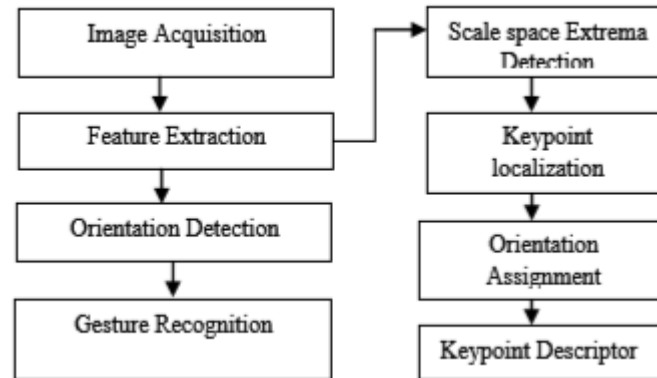 Image Acquisition
Feature Extraction
Orientation Detection
Gesture Recognition
Scale space Extrema
Detection
Keypoint
localization
Orientation
Assignment
Keypoint Descriptor